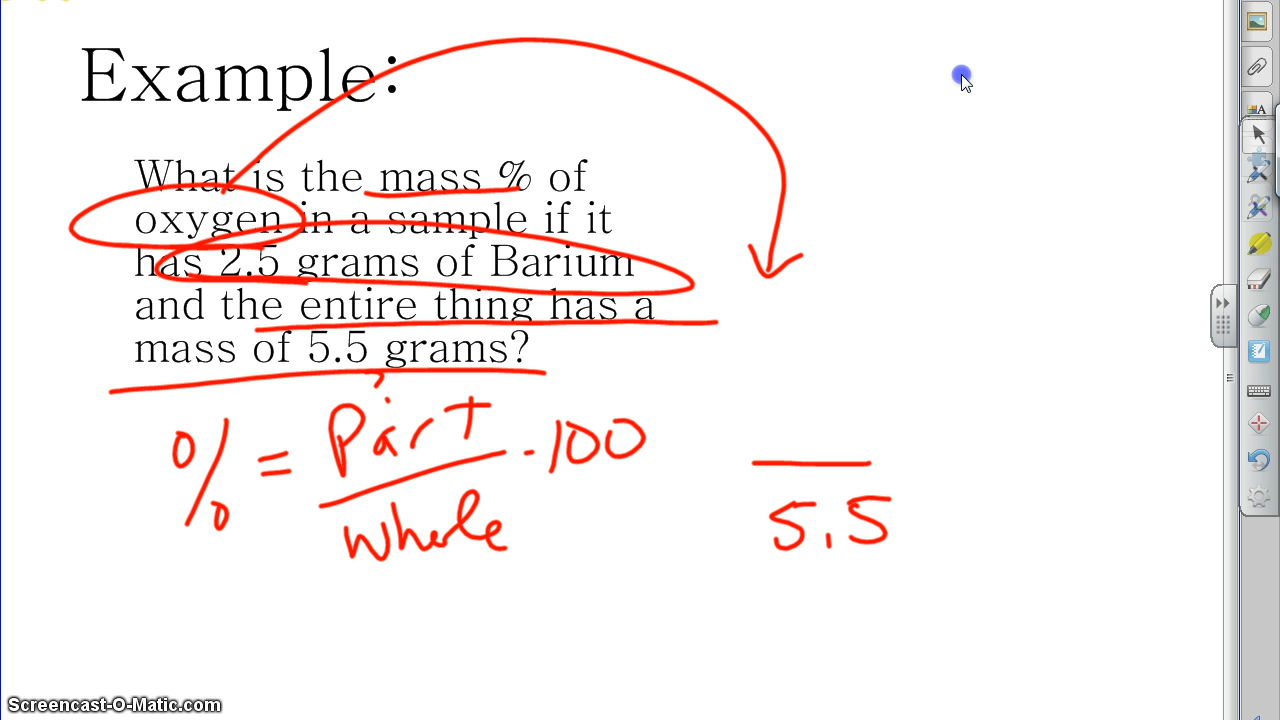 Example:
What is the mass % of
oxygen in a sample if it
has 2.5 grams of Barium
and the entire thing has a
mass of 5.5 grams?
% = Part / whole · 100
5.5
Screencast-O-Matic.com